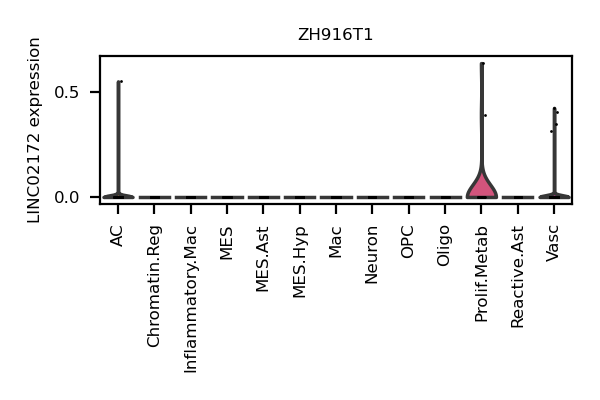 ZH916T1
LINC02172 expression
0.5
0.0
AC
Chromatin.Reg
Inflammatory.Mac
MES
MES.Ast
MES.Hyp
Mac
Neuron
OPC
Oligo
Prolif.Metab
Reactive.Ast
Vasc